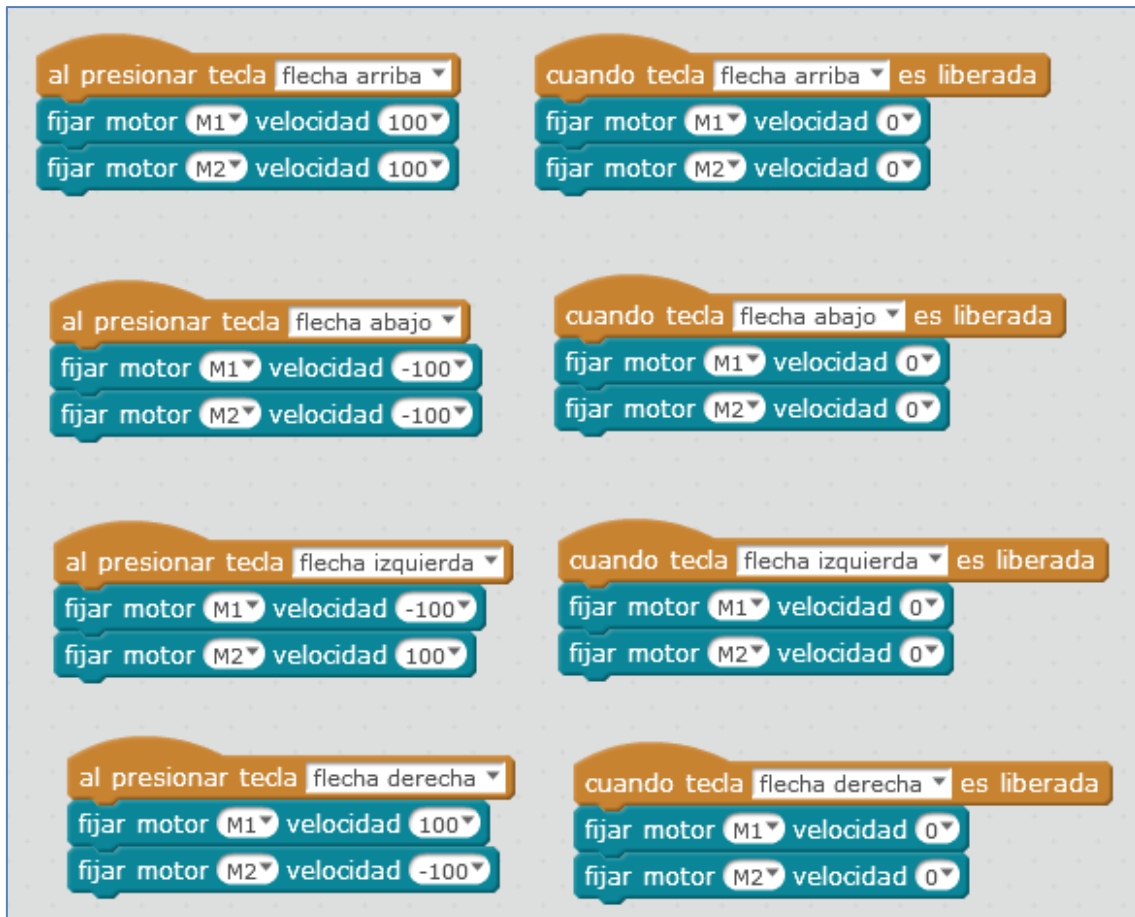 al presionar tecla flecha arriba
fijar motor M1 velocidad 100
fijar motor M2 velocidad 100
cuando tecla flecha arriba es liberada
fijar motor M1 velocidad 0
fijar motor M2 velocidad 0
al presionar tecla flecha abajo
fijar motor M1 velocidad -100
fijar motor M2 velocidad -100
cuando tecla flecha abajo es liberada
fijar motor M1 velocidad 0
fijar motor M2 velocidad 0
al presionar tecla flecha izquierda
fijar motor M1 velocidad -100
fijar motor M2 velocidad 100
cuando tecla flecha izquierda es liberada
fijar motor M1 velocidad 0
fijar motor M2 velocidad 0
al presionar tecla flecha derecha
fijar motor M1 velocidad 100
fijar motor M2 velocidad -100
cuando tecla flecha derecha es liberada
fijar motor M1 velocidad 0
fijar motor M2 velocidad 0